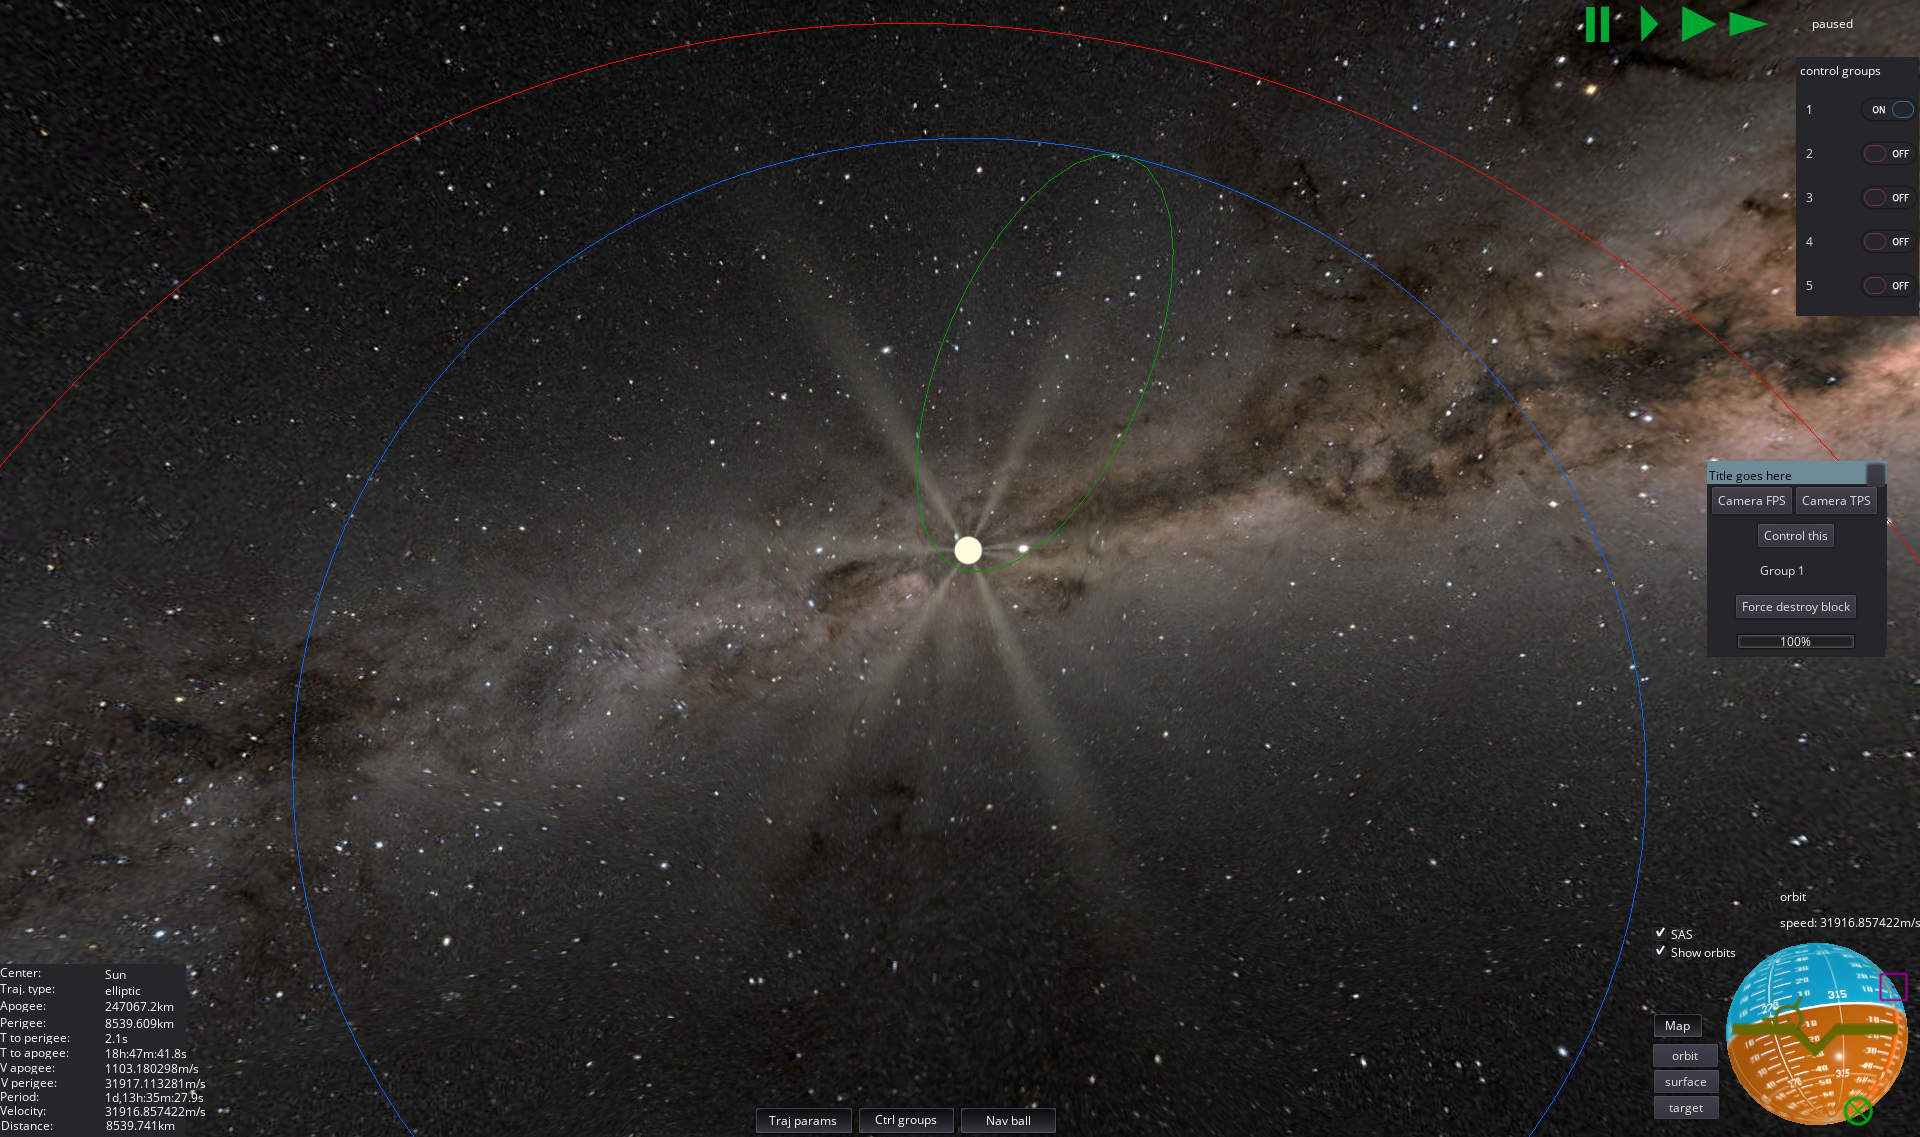 paused
control groups
1 ON
2 OFF
3 OFF
4 OFF
5 OFF
Title goes here
Camera FPS Camera TPS
Control this
Group 1
Force destroy block
100%
orbit
speed: 31916.857422m/s
SAS
Show orbits
Map
orbit
surface
target
315
315
Center: Sun
Traj. type: elliptic
Apogee: 247067.2km
Perigee: 8539.609km
T to perigee: 2.1s
T to apogee: 18h:47m:41.8s
V apogee: 1103.180298m/s
V perigee: 31917.113281m/s
Period: 1d,13h:35m:27.9s
Velocity: 31916.857422m/s
Distance: 8539.741km
Traj params Ctrl groups Nav ball